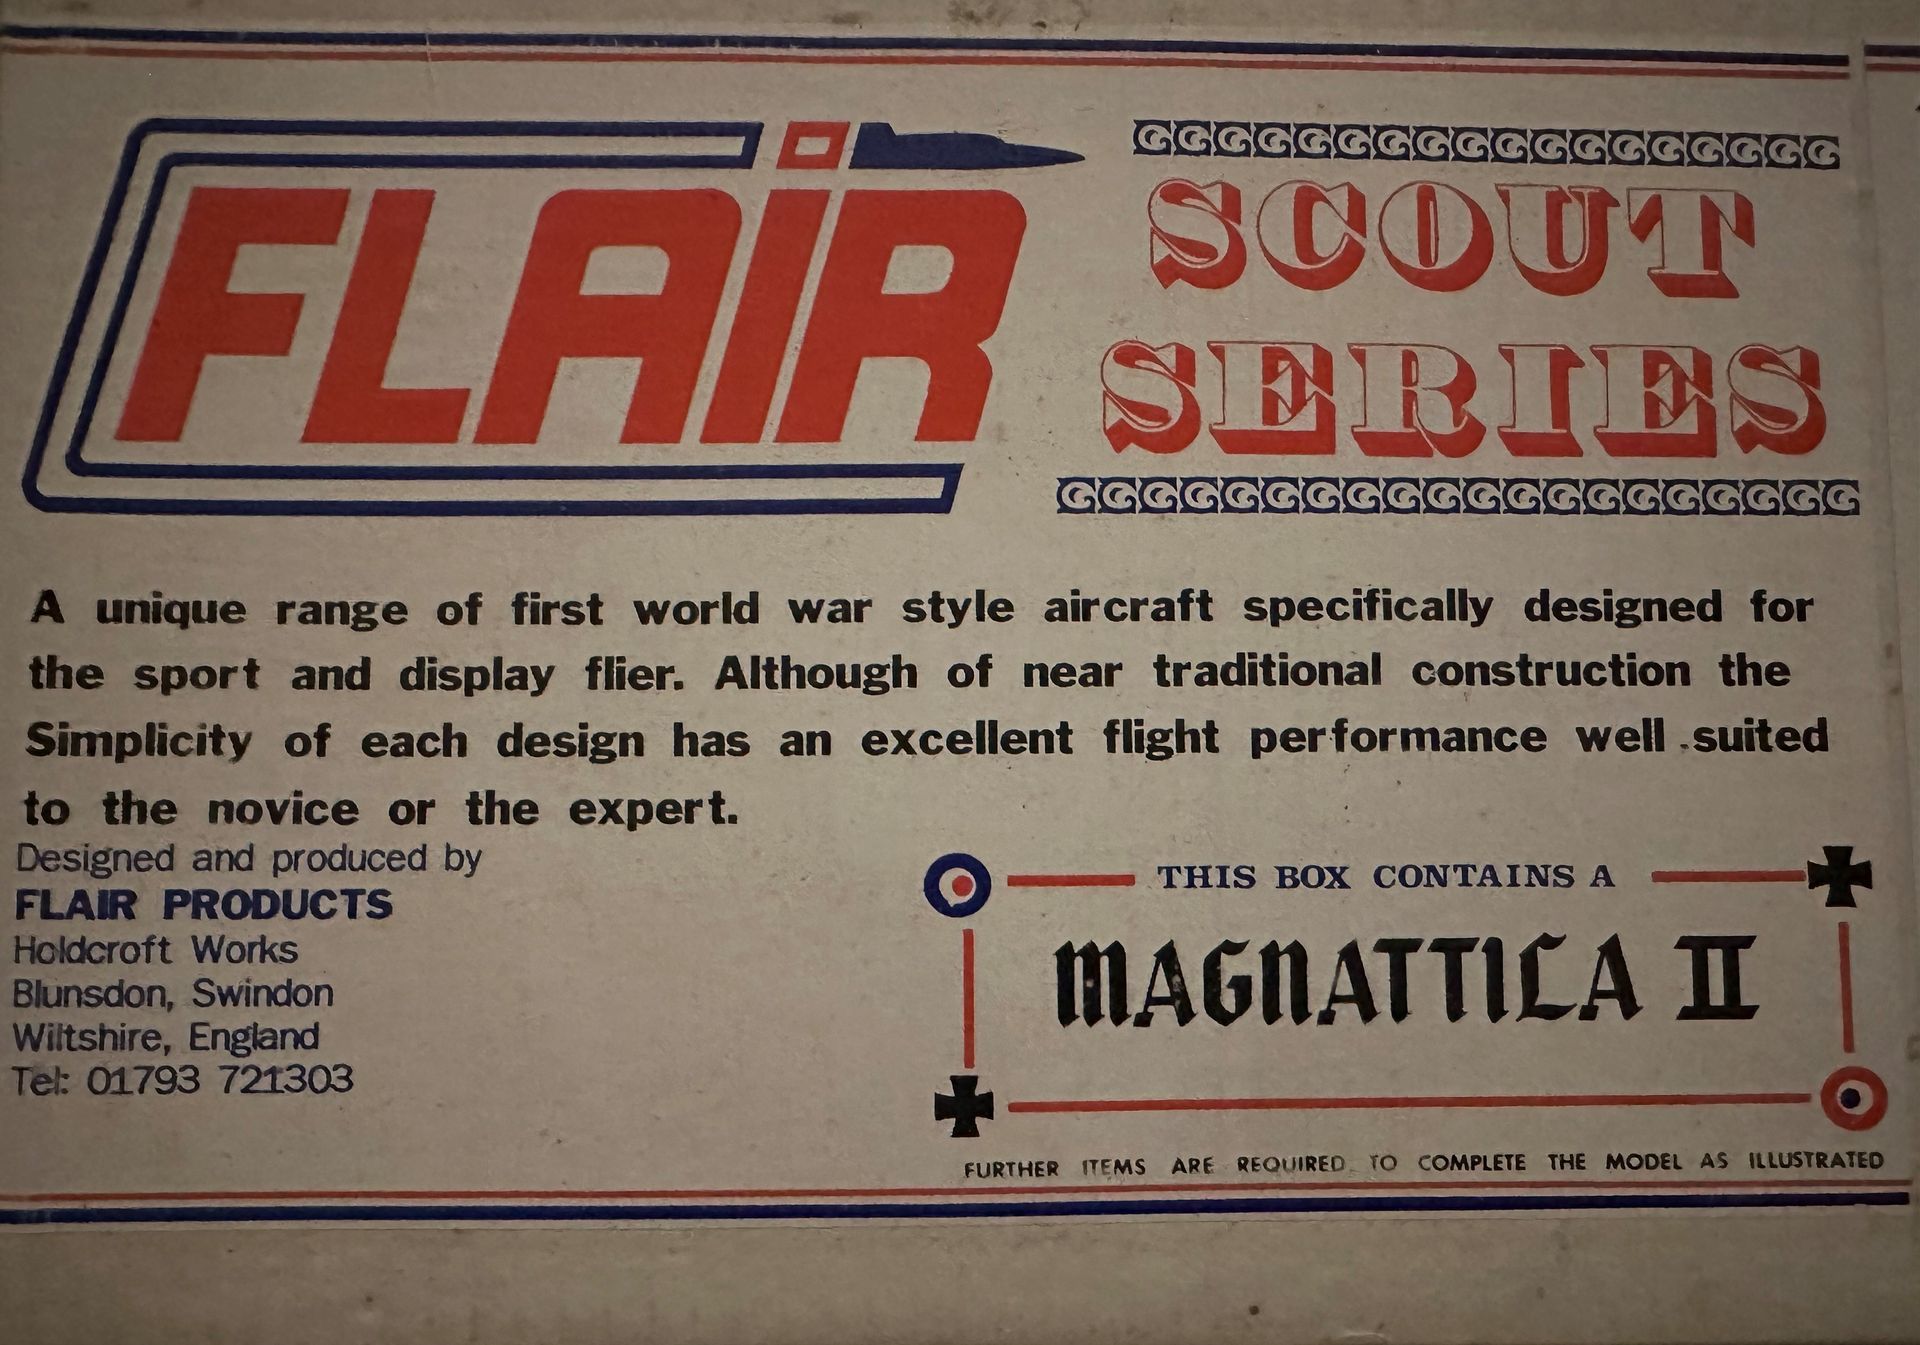 FLAiR
SCOUT
SERIES
A unique range of first world war style aircraft specifically designed for
the sport and display flier. Although of near traditional construction the
Simplicity of each design has an excellent flight performance well suited
to the novice or the expert.
Designed and produced by
FLAIR PRODUCTS
Holdcroft Works
Blunsdon, Swindon
Wiltshire, England
Tel: 01793 721303
THIS BOX CONTAINS A
MAGNATTILA II
FURTHER ITEMS ARE REQUIRED TO COMPLETE THE MODEL AS ILLUSTRATED